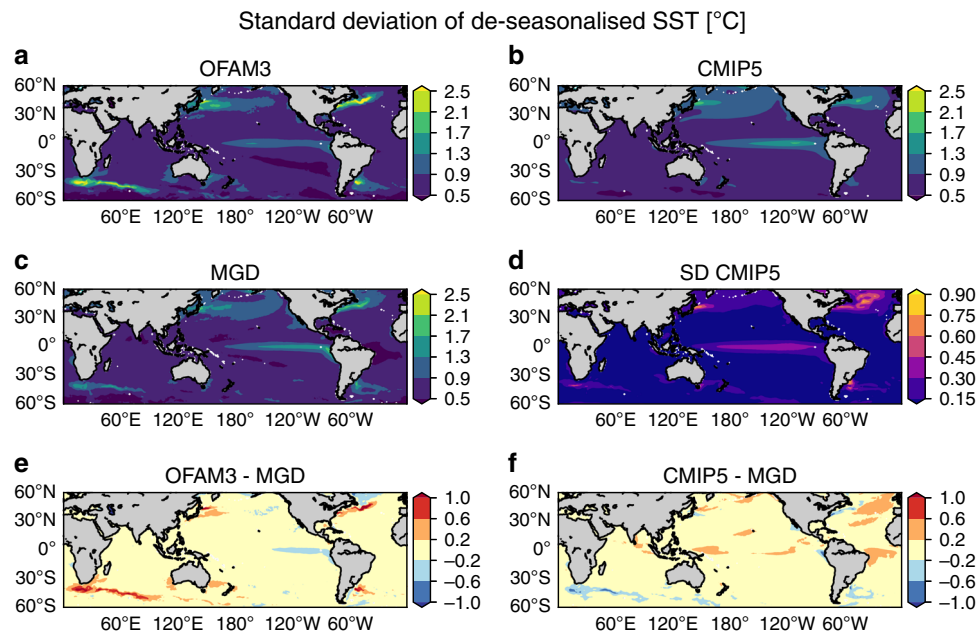 Standard deviation of de-seasonalised SST [°C]
a
OFAM3
60°N
30°N
0°
30°S
60°S
60°E 120°E 180° 120°W 60°W
2.5
2.1
1.7
1.3
0.9
0.5
b
CMIP5
60°N
30°N
0°
30°S
60°S
60°E 120°E 180° 120°W 60°W
2.5
2.1
1.7
1.3
0.9
0.5
c
MGD
60°N
30°N
0°
30°S
60°S
60°E 120°E 180° 120°W 60°W
2.5
2.1
1.7
1.3
0.9
0.5
d
SD CMIP5
60°N
30°N
0°
30°S
60°S
60°E 120°E 180° 120°W 60°W
0.90
0.75
0.60
0.45
0.30
0.15
e
OFAM3 - MGD
60°N
30°N
0°
30°S
60°S
60°E 120°E 180° 120°W 60°W
1.0
0.6
0.2
−0.2
−0.6
−1.0
f
CMIP5 - MGD
60°N
30°N
0°
30°S
60°S
60°E 120°E 180° 120°W 60°W
1.0
0.6
0.2
−0.2
−0.6
−1.0